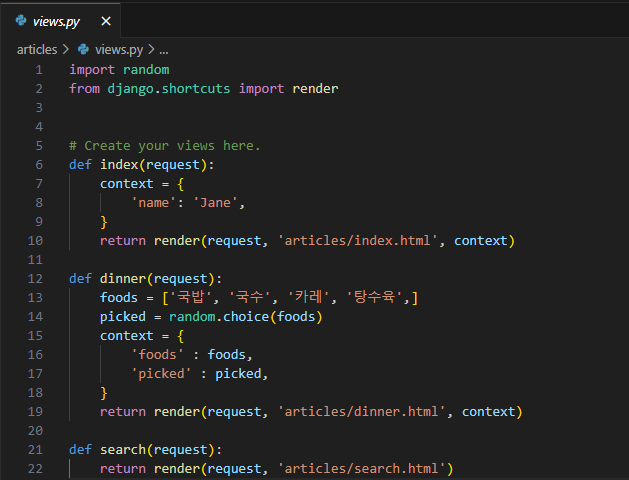 views.py ×
articles > views.py > ...
1 import random
2 from django.shortcuts import render
3
4
5 # Create your views here.
6 def index(request):
7     context = {
8         'name': 'Jane',
9     }
10     return render(request, 'articles/index.html', context)
11
12 def dinner(request):
13     foods = ['국밥', '국수', '카레', '탕수육',]
14     picked = random.choice(foods)
15     context = {
16         'foods' : foods,
17         'picked' : picked,
18     }
19     return render(request, 'articles/dinner.html', context)
20
21 def search(request):
22     return render(request, 'articles/search.html')